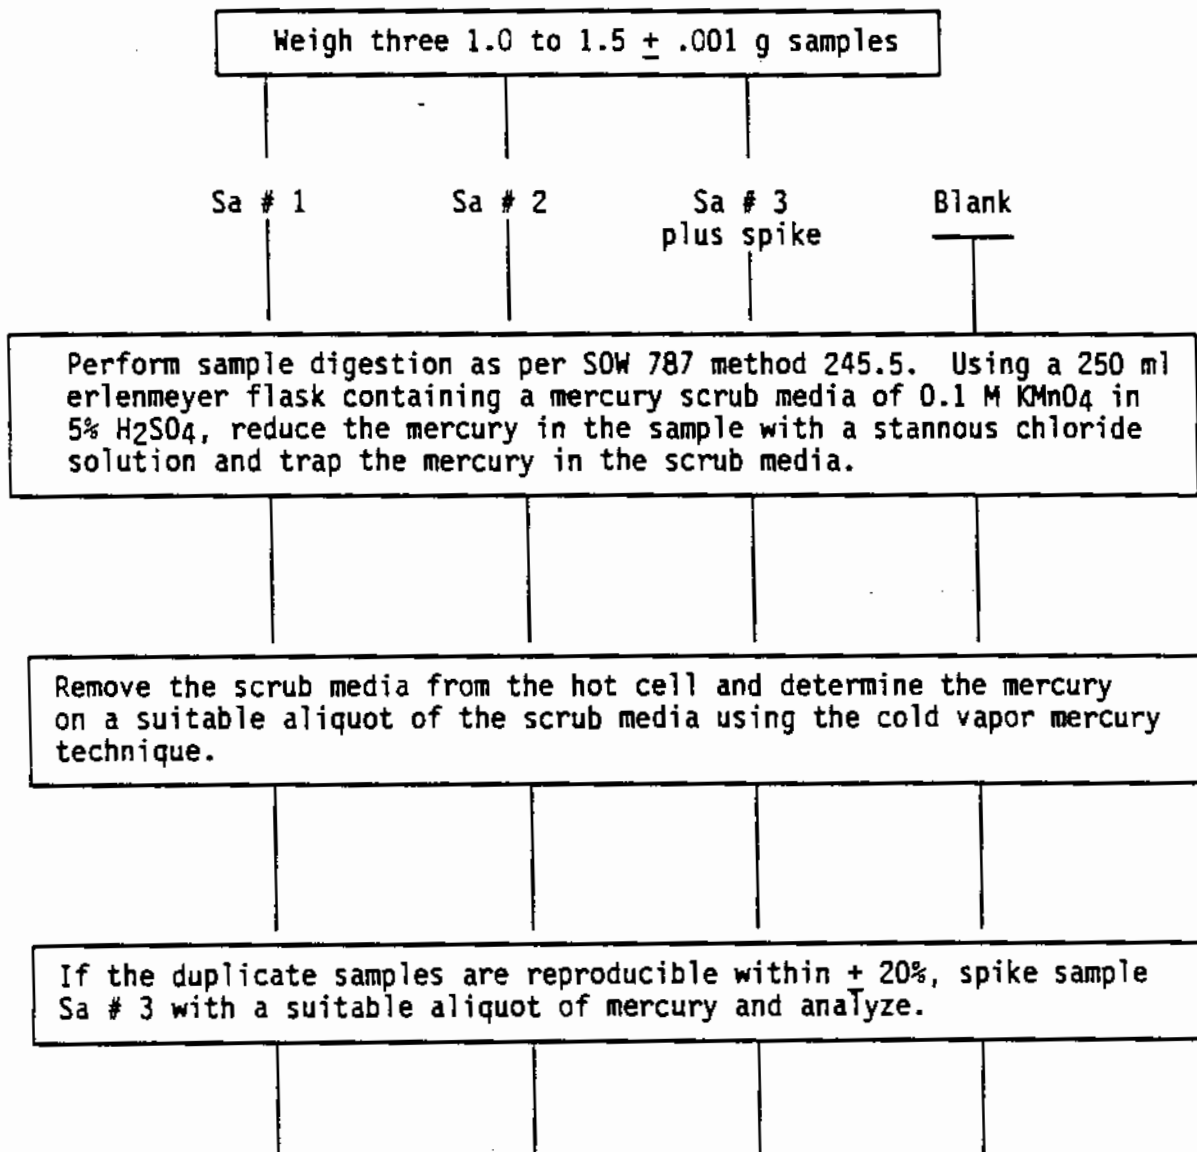 Weigh three 1.0 to 1.5 ± .001 g samples
Sa # 1
Sa # 2
Sa # 3
plus spike
Blank
Perform sample digestion as per SOW 787 method 245.5. Using a 250 ml
erlenmeyer flask containing a mercury scrub media of 0.1 M KMnO4 in
5% H2SO4, reduce the mercury in the sample with a stannous chloride
solution and trap the mercury in the scrub media.
Remove the scrub media from the hot cell and determine the mercury
on a suitable aliquot of the scrub media using the cold vapor mercury
technique.
If the duplicate samples are reproducible within ± 20%, spike sample
Sa # 3 with a suitable aliquot of mercury and analyze.